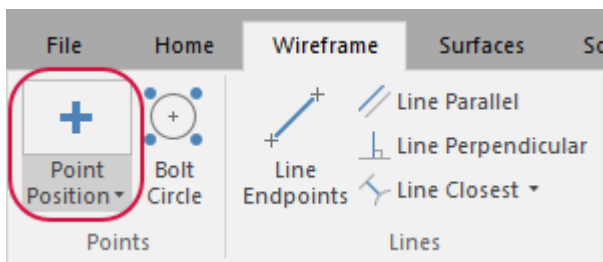 File Home Wireframe Surfaces
Point Position
Bolt Circle
Line Endpoints
Line Parallel
Line Perpendicular
Line Closest
Points
Lines